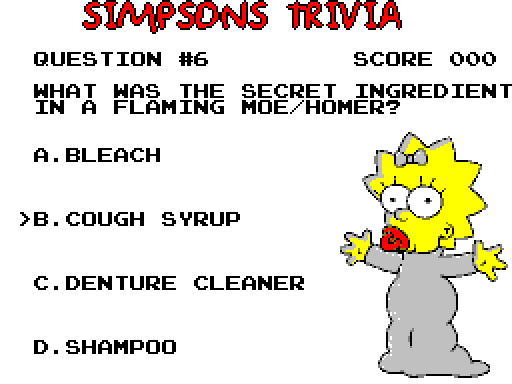 SIMPSONS TRIVIA
QUESTION #6 SCORE 000
WHAT WAS THE SECRET INGREDIENT
IN A FLAMING MOE/HOMER?
A.BLEACH
>B.COUGH SYRUP
C.DENTURE CLEANER
D.SHAMPOO